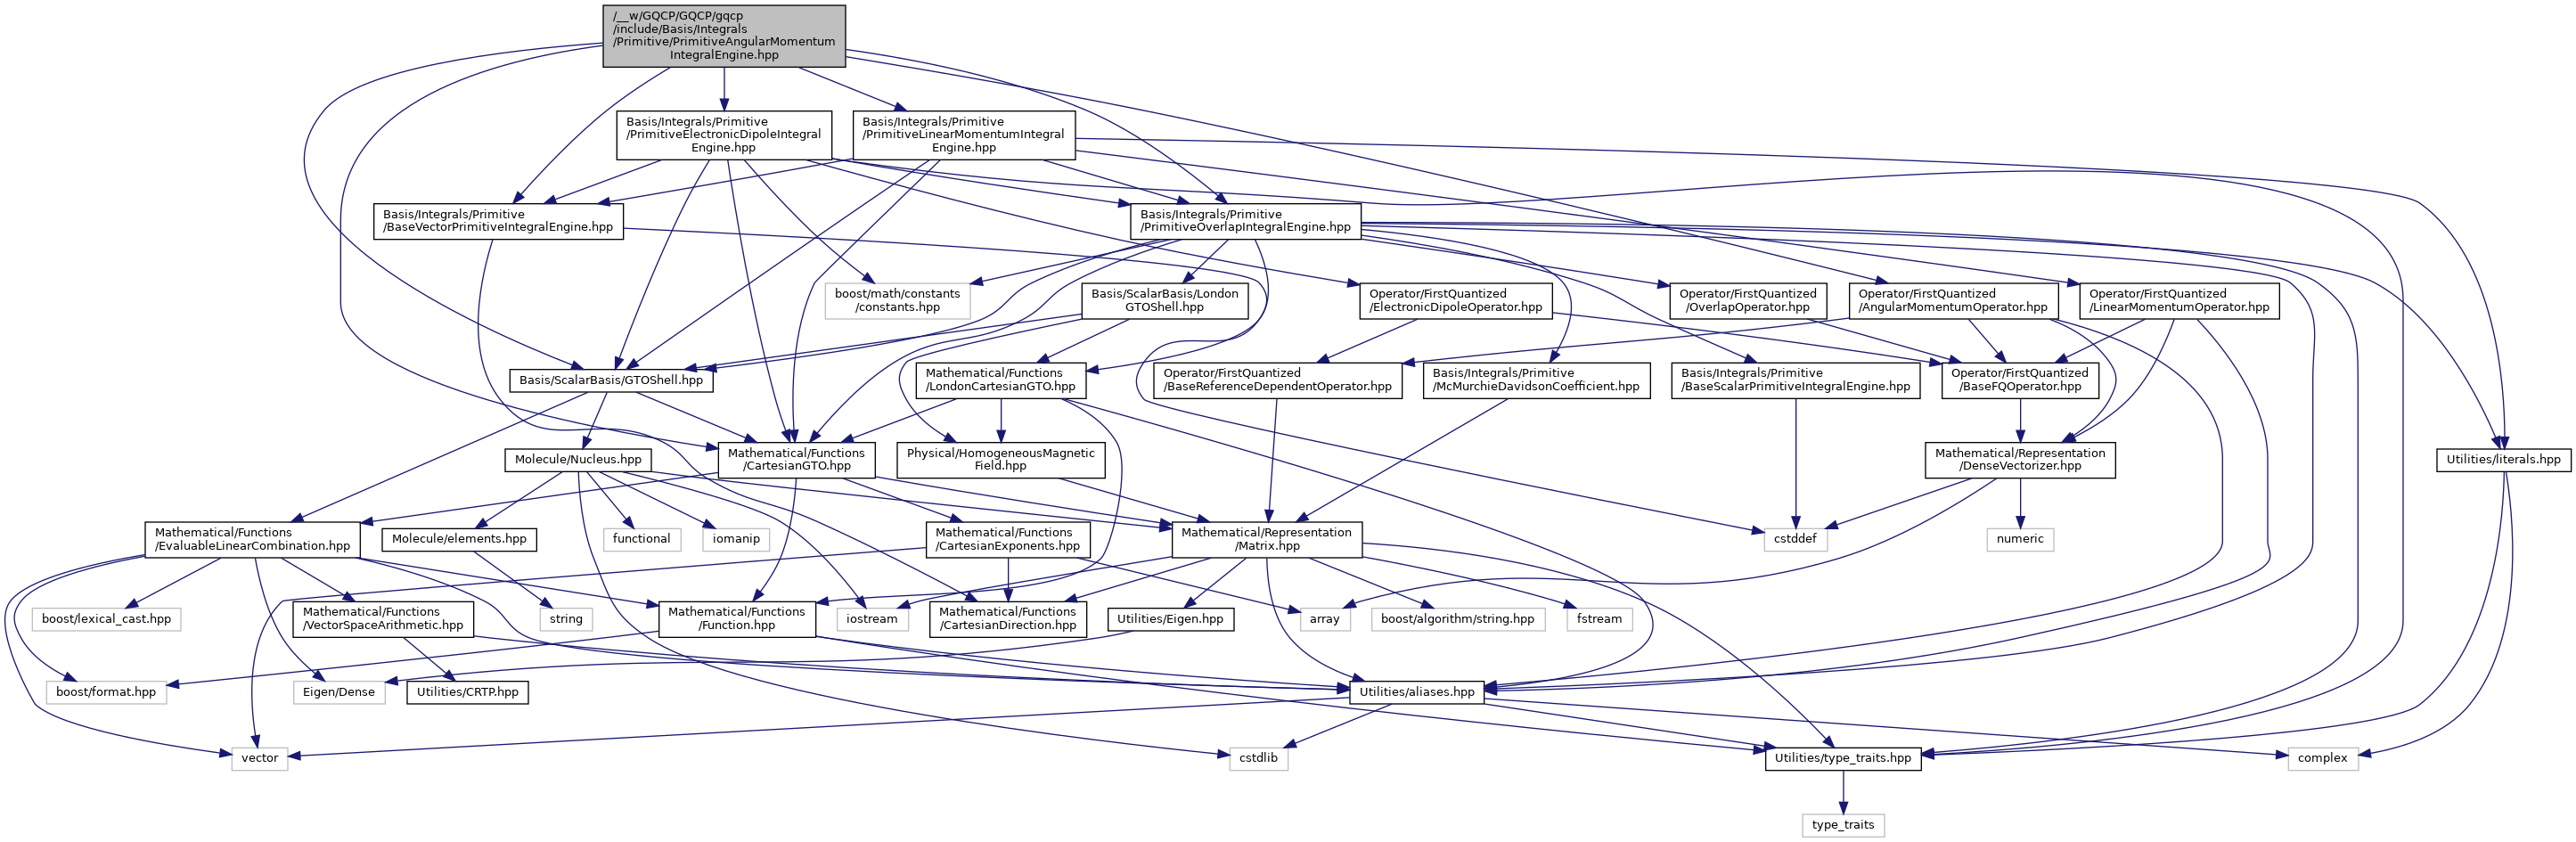 /__w/GQCP/GQCP/gqcp
/include/Basis/Integrals
/Primitive/PrimitiveAngularMomentum
IntegralEngine.hpp
Basis/Integrals/Primitive
/PrimitiveElectronicDipoleIntegral
Engine.hpp
Basis/Integrals/Primitive
/PrimitiveLinearMomentumIntegral
Engine.hpp
Basis/Integrals/Primitive
/BaseVectorPrimitiveIntegralEngine.hpp
Basis/Integrals/Primitive
/PrimitiveOverlapIntegralEngine.hpp
boost/math/constants
/constants.hpp
Basis/ScalarBasis/London
GTOShell.hpp
Operator/FirstQuantized
/ElectronicDipoleOperator.hpp
Operator/FirstQuantized
/OverlapOperator.hpp
Operator/FirstQuantized
/AngularMomentumOperator.hpp
Operator/FirstQuantized
/LinearMomentumOperator.hpp
Basis/ScalarBasis/GTOShell.hpp
Mathematical/Functions
/LondonCartesianGTO.hpp
Operator/FirstQuantized
/BaseReferenceDependentOperator.hpp
Basis/Integrals/Primitive
/McMurchieDavidsonCoefficient.hpp
Basis/Integrals/Primitive
/BaseScalarPrimitiveIntegralEngine.hpp
Operator/FirstQuantized
/BaseFQOperator.hpp
Molecule/Nucleus.hpp
Mathematical/Functions
/CartesianGTO.hpp
Physical/HomogeneousMagnetic
Field.hpp
Mathematical/Representation
/DenseVectorizer.hpp
Utilities/literals.hpp
Mathematical/Functions
/EvaluableLinearCombination.hpp
Molecule/elements.hpp
functional
iomanip
Mathematical/Functions
/CartesianExponents.hpp
Mathematical/Representation
/Matrix.hpp
cstddef
numeric
boost/lexical_cast.hpp
Mathematical/Functions
/VectorSpaceArithmetic.hpp
string
Mathematical/Functions
/Function.hpp
iostream
Mathematical/Functions
/CartesianDirection.hpp
Utilities/Eigen.hpp
array
boost/algorithm/string.hpp
fstream
boost/format.hpp
Eigen/Dense
Utilities/CRTP.hpp
Utilities/aliases.hpp
vector
cstdlib
Utilities/type_traits.hpp
complex
type_traits